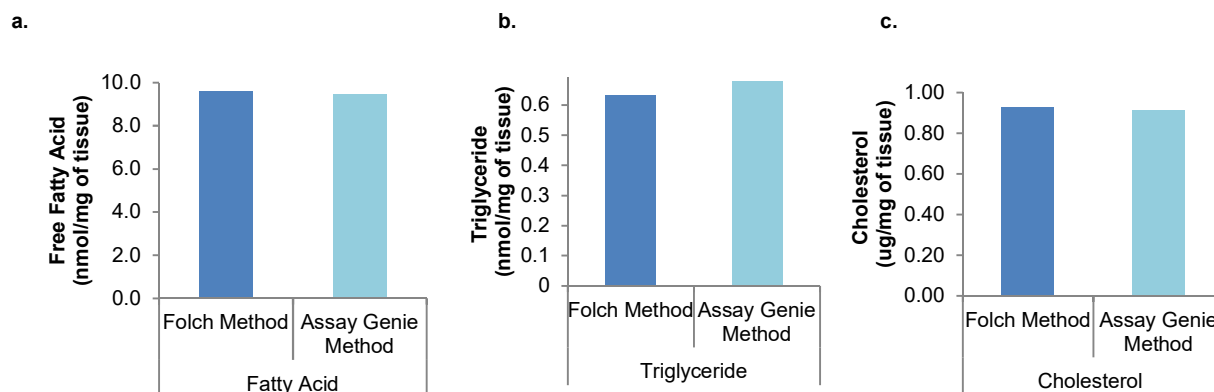 a.
Free Fatty Acid
(nmol/mg of tissue)
10.0
8.0
6.0
4.0
2.0
0.0
Folch Method
Assay Genie
Method
Fatty Acid
b.
Triglyceride
(nmol/mg of tissue)
0.6
0.5
0.4
0.3
0.2
0.1
0
Folch Method
Assay Genie
Method
Triglyceride
c.
Cholesterol
(ug/mg of tissue)
1.00
0.80
0.60
0.40
0.20
0.00
Folch Method
Assay Genie
Method
Cholesterol